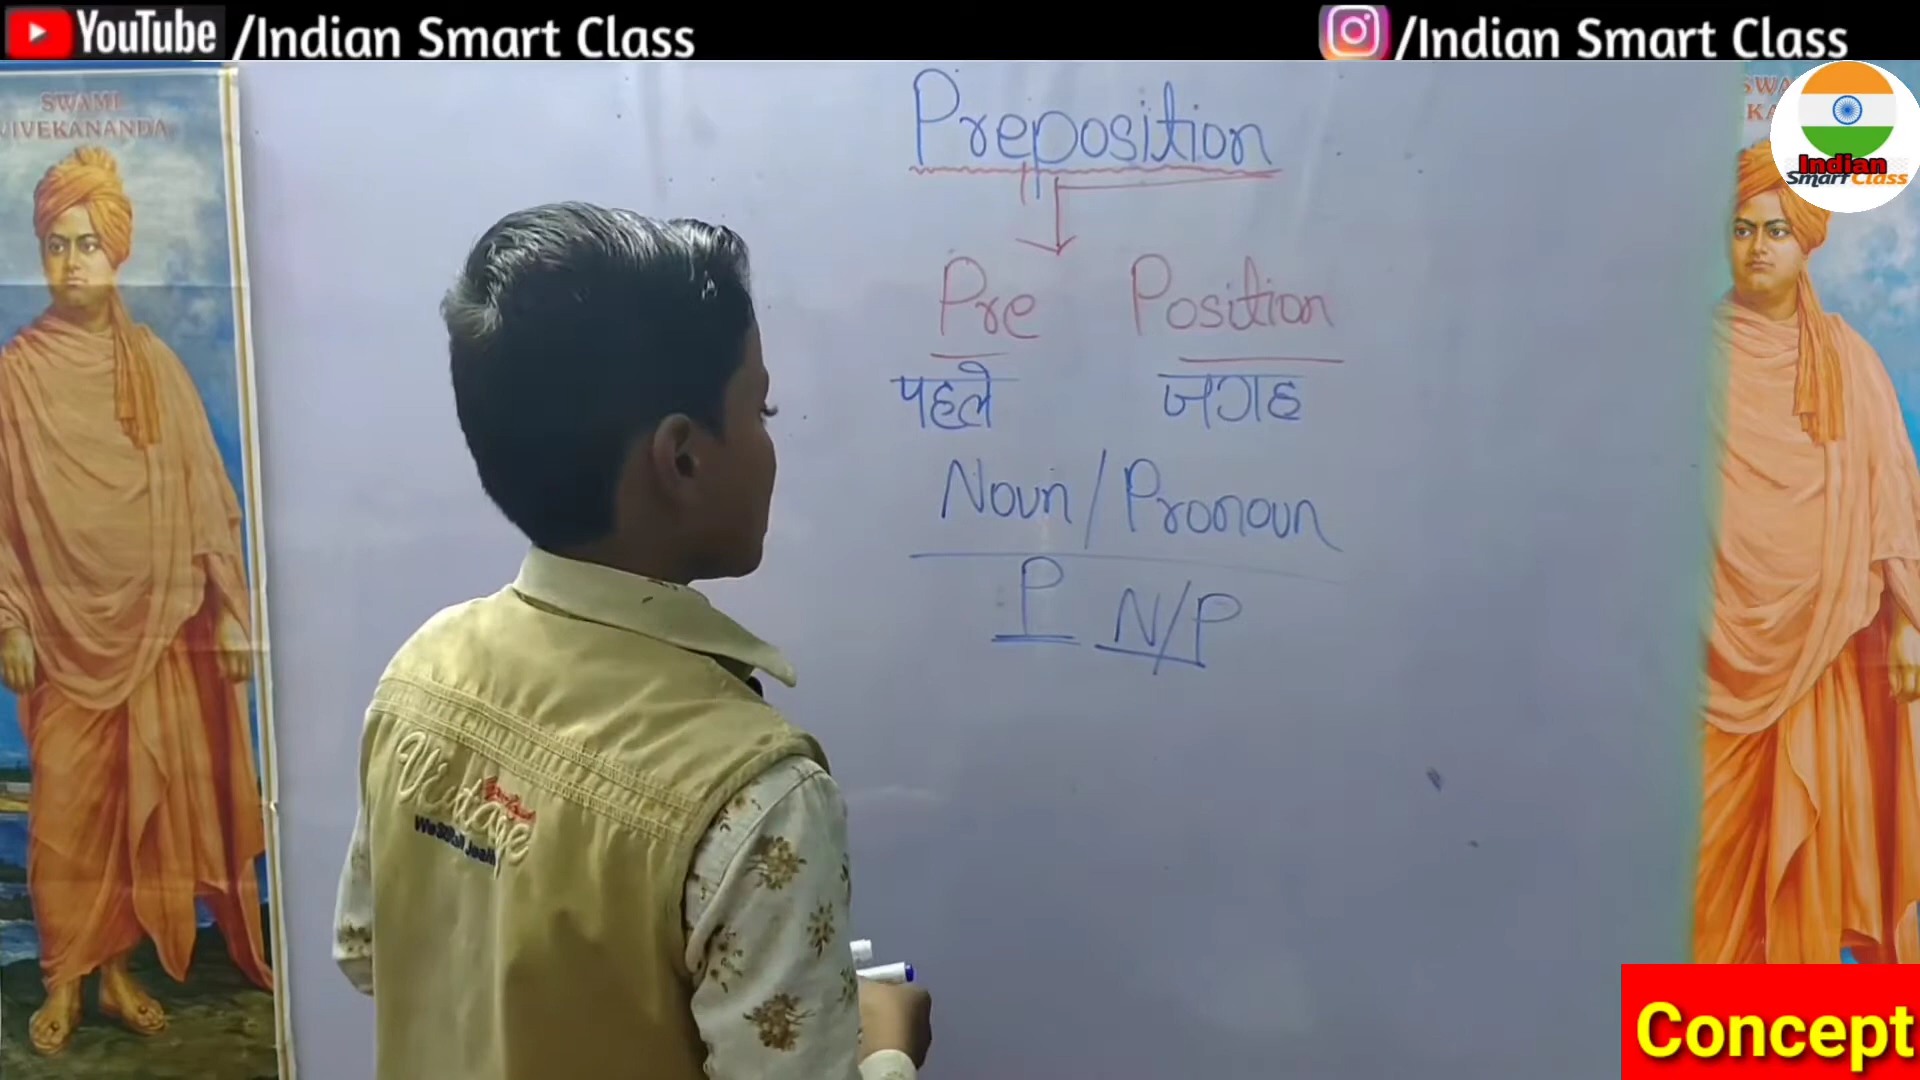 YouTube /Indian Smart Class
/Indian Smart Class
SWAMI
VIVEKANANDA
Indian
Smart Class
Preposition
Pre Position
पहले जगह
Noun / Pronoun
P N/P
Vintage
Concept